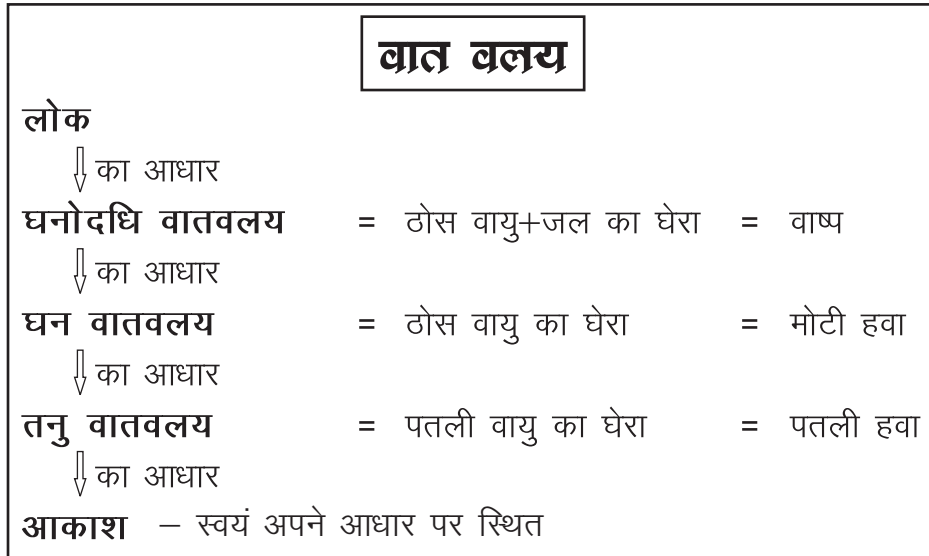 वात वलय
लोक
⇓ का आधार
घनोदधि वातवलय = ठोस वायु+जल का घेरा = वाष्प
⇓ का आधार
घन वातवलय = ठोस वायु का घेरा = मोटी हवा
⇓ का आधार
तनु वातवलय = पतली वायु का घेरा = पतली हवा
⇓ का आधार
आकाश – स्वयं अपने आधार पर स्थित